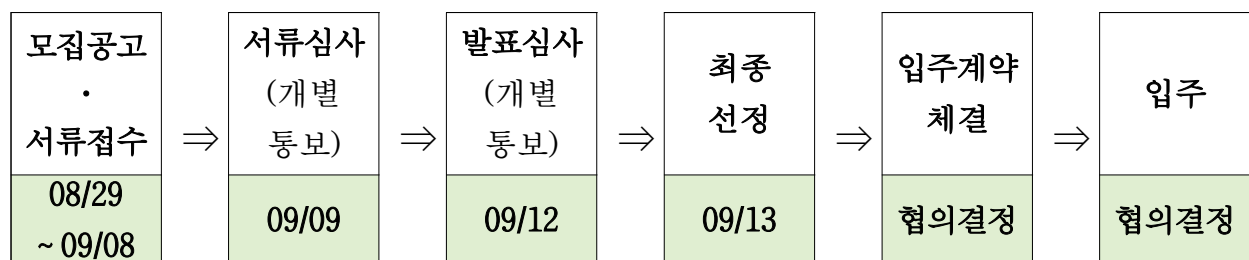 모집공고
·
서류접수
08/29
~ 09/08
⇒
서류심사
(개별
통보)
09/09
⇒
발표심사
(개별
통보)
09/12
⇒
최종
선정
09/13
⇒
입주계약
체결
협의결정
⇒
입주
협의결정